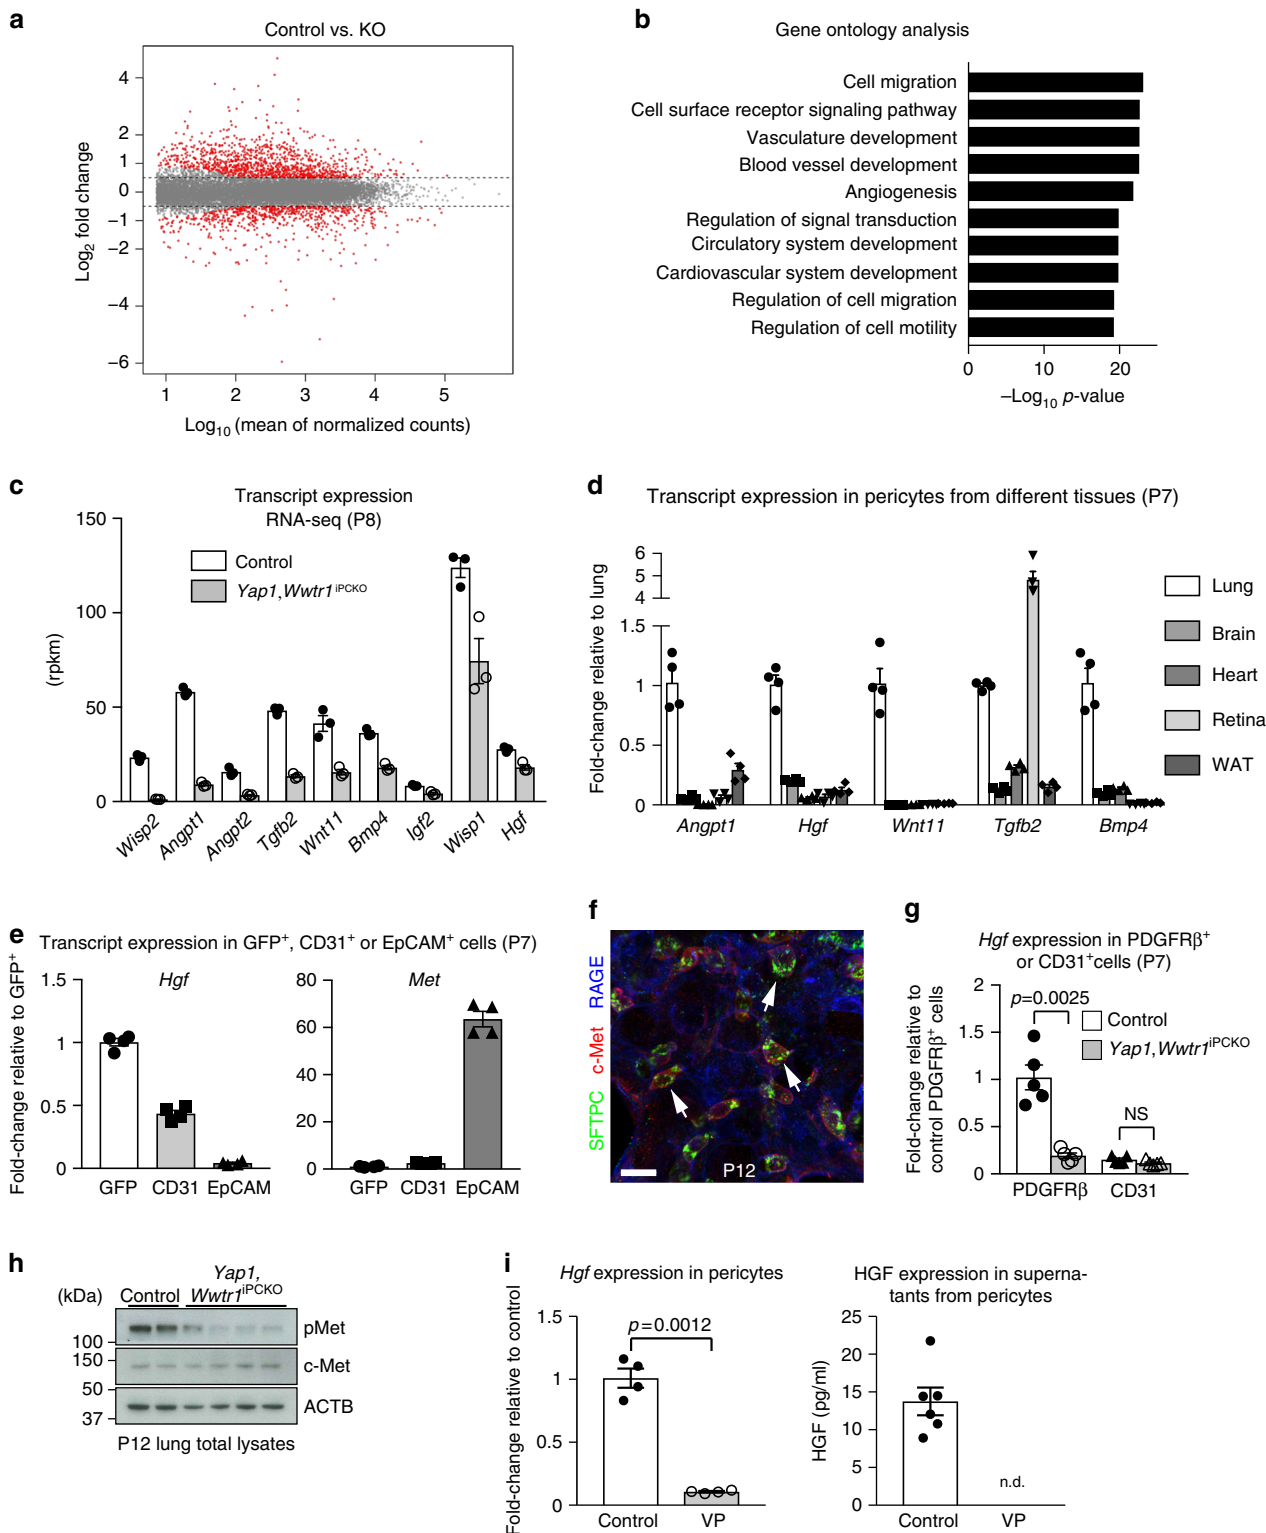 a
Control vs. KO
4
2
1
0
−1
−2
−4
−6
Log2 fold change
1 2 3 4 5
Log10 (mean of normalized counts)
b
Gene ontology analysis
Cell migration
Cell surface receptor signaling pathway
Vasculature development
Blood vessel development
Angiogenesis
Regulation of signal transduction
Circulatory system development
Cardiovascular system development
Regulation of cell migration
Regulation of cell motility
0 10 20
−Log10 p-value
c
Transcript expression
RNA-seq (P8)
150
100
50
0
(rpkm)
Control
Yap1,Wwtr1iPCKO
Wisp2 Angpt1 Angpt2 Tgfb2 Wnt11 Bmp4 Igf2 Wisp1 Hgf
d
Transcript expression in pericytes from different tissues (P7)
Fold-change relative to lung
6
5
4
1.5
1
0.5
0
Angpt1 Hgf Wnt11 Tgfb2 Bmp4
Lung
Brain
Heart
Retina
WAT
e
Transcript expression in GFP+, CD31+ or EpCAM+ cells (P7)
Fold-change relative to GFP+
Hgf
1.5
1
0.5
0
GFP CD31 EpCAM
Met
80
60
40
20
0
GFP CD31 EpCAM
f
SFTPC c-Met RAGE
P12
g
Hgf expression in PDGFRβ+
or CD31+cells (P7)
Fold-change relative to
control PDGFRβ+ cells
2
1.5
1
0.5
0
p=0.0025
Control
Yap1,Wwtr1iPCKO
NS
PDGFRβ CD31
h
(kDa)
Control
Yap1,
Wwtr1iPCKO
100
150
50
37
pMet
c-Met
ACTB
P12 lung total lysates
i
Hgf expression in pericytes
Fold-change relative to control
1.5
1
0.5
0
p=0.0012
Control VP
HGF expression in superna-
tants from pericytes
HGF (pg/ml)
25
20
15
10
5
0
n.d.
Control VP